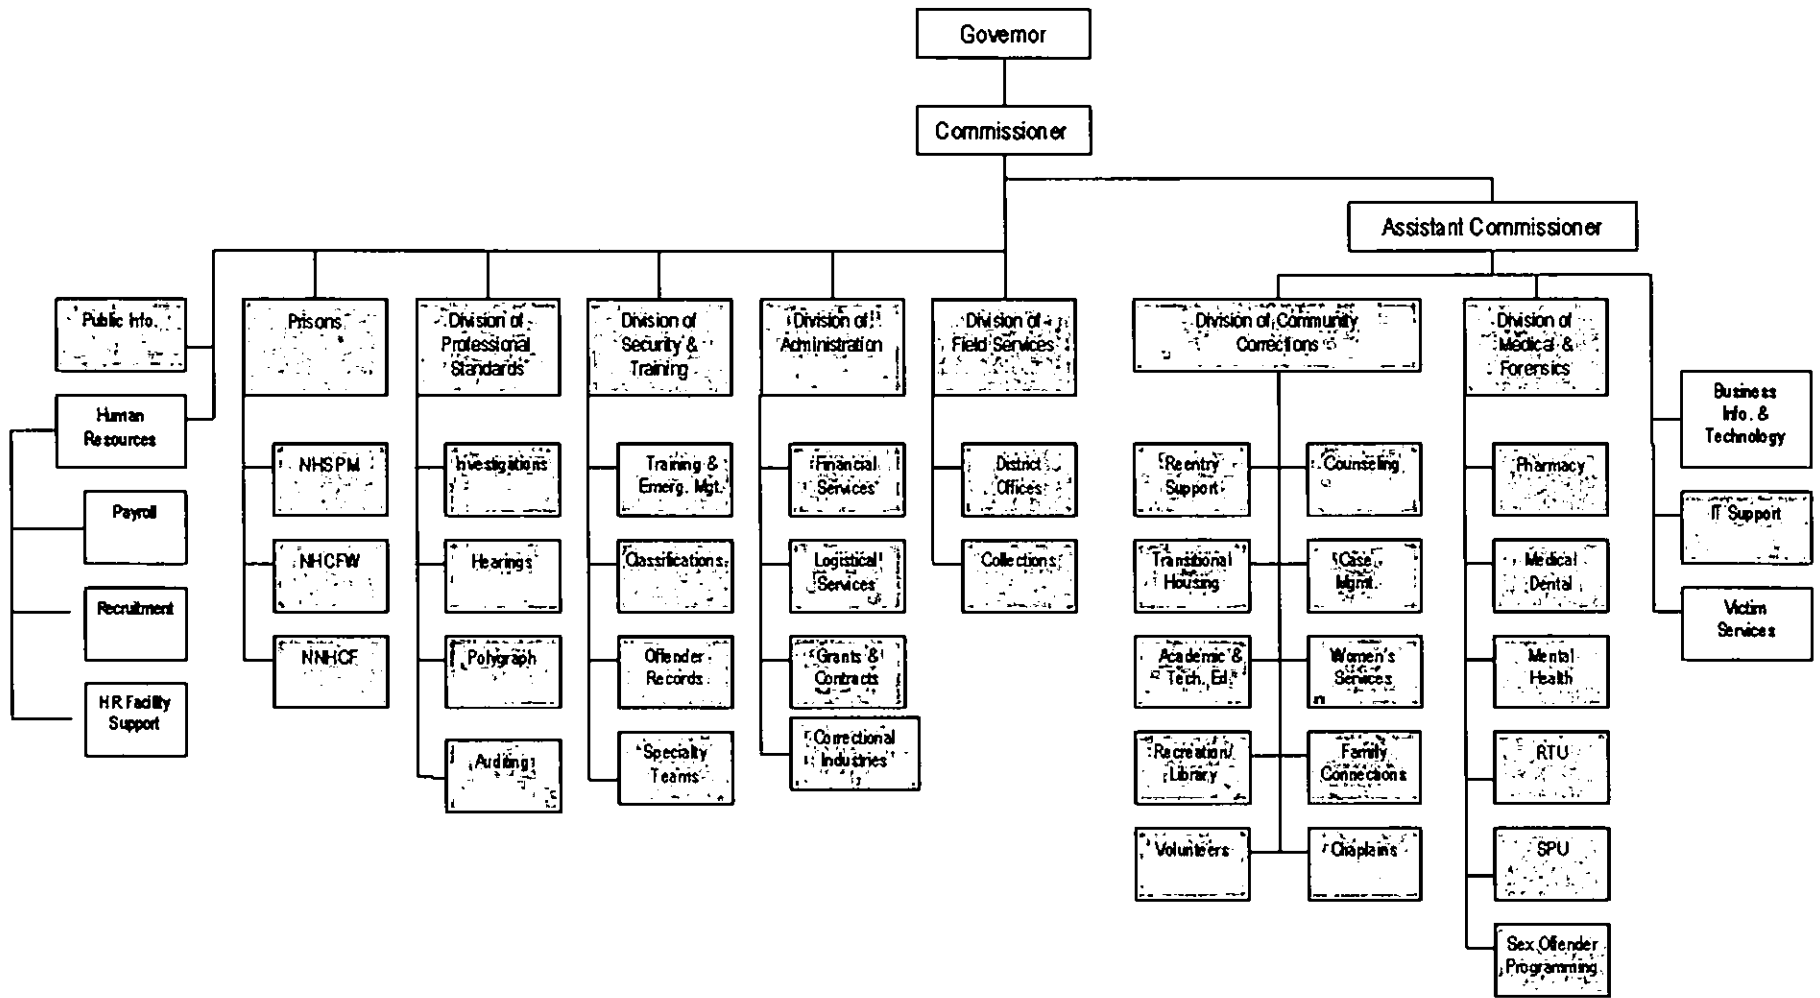 Governor
Commissioner
Assistant Commissioner
Public Info.
Human
Resources
Payroll
Recruitment
HR Facility
Support
Prisons
NHSPM
NHCFW
NNHCF
Division of
Professional
Standards
Investigations
Hearings
Polygraph
Auditing
Division of
Security &
Training
Training &
Emerg. Mgt.
Classifications
Offender
Records
Specialty
Teams
Division of
Administration
Financial
Services
Logistical
Services
Grants &
Contracts
Correctional
Industries
Division of
Field Services
District
Offices
Collections
Division of Community
Corrections
Reentry
Support
Counseling
Transitional
Housing
Case
Mgmt.
Academic &
Tech. Ed.
Women's
Services
Recreation/
Library
Family
Connections
Volunteers
Chaplains
Division of
Medical &
Forensics
Pharmacy
Medical
Dental
Mental
Health
RTU
SPU
Sex Offender
Programming
Business
Info. &
Technology
IT Support
Victim
Services